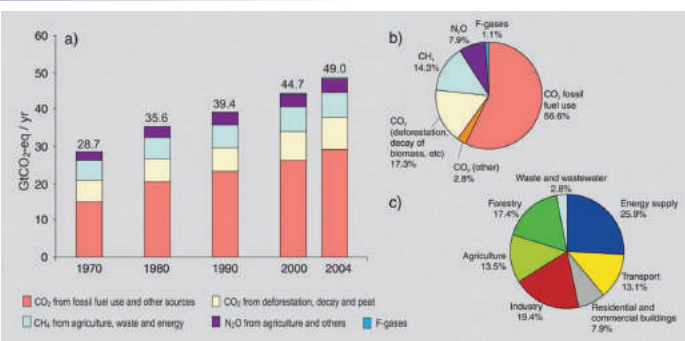 a)
60
50
40
30
20
10
0
GtCO₂-eq / yr
28.7
35.6
39.4
44.7
49.0
1970
1980
1990
2000
2004
b)
F-gases
1.1%
N₂O
7.9%
CH₄
14.3%
CO₂ fossil
fuel use
56.6%
CO₂
(deforestation,
decay of
biomass, etc)
17.3%
CO₂ (other)
2.8%
c)
Waste and wastewater
2.8%
Forestry
17.4%
Energy supply
25.9%
Agriculture
13.5%
Transport
13.1%
Industry
19.4%
Residential and
commercial buildings
7.9%
CO₂ from fossil fuel use and other sources
CO₂ from deforestation, decay and peat
CH₄ from agriculture, waste and energy
N₂O from agriculture and others
F-gases